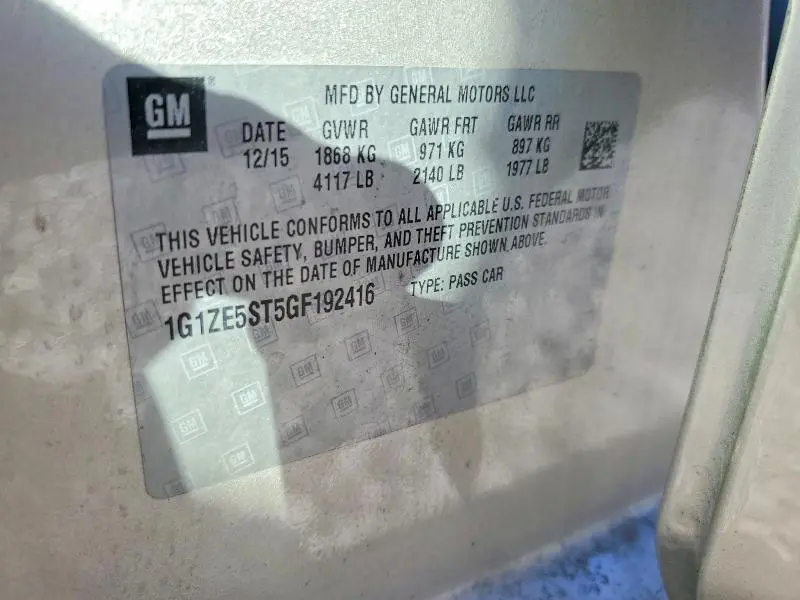 GM
MFD BY GENERAL MOTORS LLC
DATE GVWR GAWR FRT GAWR RR
12/15 1868 KG 971 KG 897 KG
4117 LB 2140 LB 1977 LB
THIS VEHICLE CONFORMS TO ALL APPLICABLE U.S. FEDERAL MOTOR
VEHICLE SAFETY, BUMPER, AND THEFT PREVENTION STANDARDS IN
EFFECT ON THE DATE OF MANUFACTURE SHOWN ABOVE.
1G1ZE5ST5GF192416 TYPE: PASS CAR